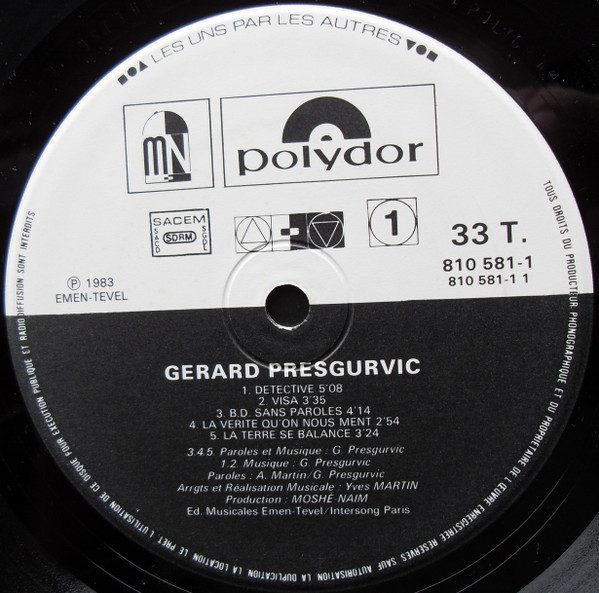 LES UNS PAR LES AUTRES
MN
polydor
SACEM
SACD
SDRM
SGDL
1
33 T.
810 581-1
810 581-1 1
Ⓟ 1983
EMEN-TEVEL
GERARD PRESGURVIC
1. DETECTIVE 5'08
2. VISA 3'35
3. B.D. SANS PAROLES 4'14
4. LA VERITE QU'ON NOUS MENT 2'54
5. LA TERRE SE BALANCE 3'24
3.4.5. Paroles et Musique : G. Presgurvic
1.2. Musique : G. Presgurvic
Paroles : A. Martin/G. Presgurvic
Arrgts et Réalisation Musicale : Yves MARTIN
Production : MOSHE-NAIM
Ed. Musicales Emen-Tevel/Intersong Paris
TOUS DROITS DU PRODUCTEUR PHONOGRAPHIQUE ET DU PROPRIETAIRE DE L'ŒUVRE ENREGISTREE RESERVES SAUF AUTORISATION LA DUPLICATION LA LOCATION LE PRET L'UTILISATION DE CE DISQUE POUR EXECUTION PUBLIQUE ET RADIODIFFUSION SONT INTERDITS